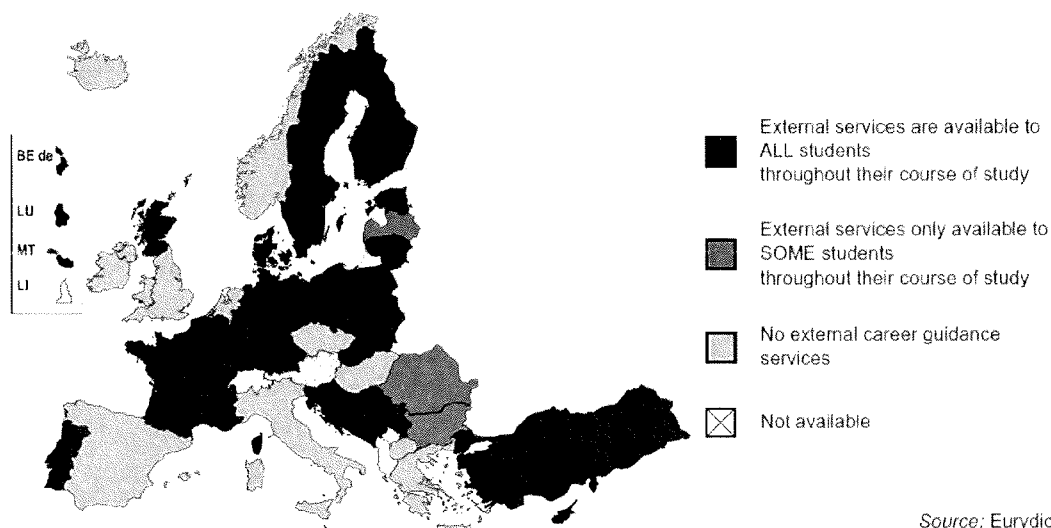 BE de
LU
MT
LI
External services are available to
ALL students
throughout their course of study
External services only available to
SOME students
throughout their course of study
No external career guidance
services
Not available
Source: Eurydic